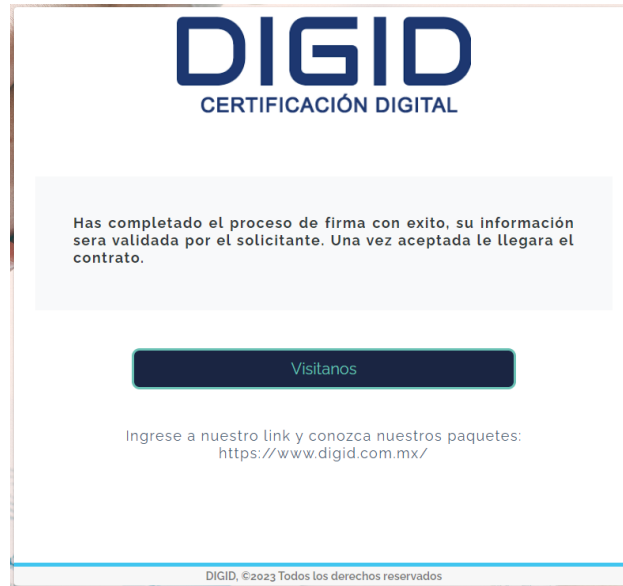 DIGID
CERTIFICACIÓN DIGITAL
Has completado el proceso de firma con exito, su información
sera validada por el solicitante. Una vez aceptada le llegara el
contrato.
Visitanos
Ingrese a nuestro link y conozca nuestros paquetes:
https://www.digid.com.mx/
DIGID, ©2023 Todos los derechos reservados